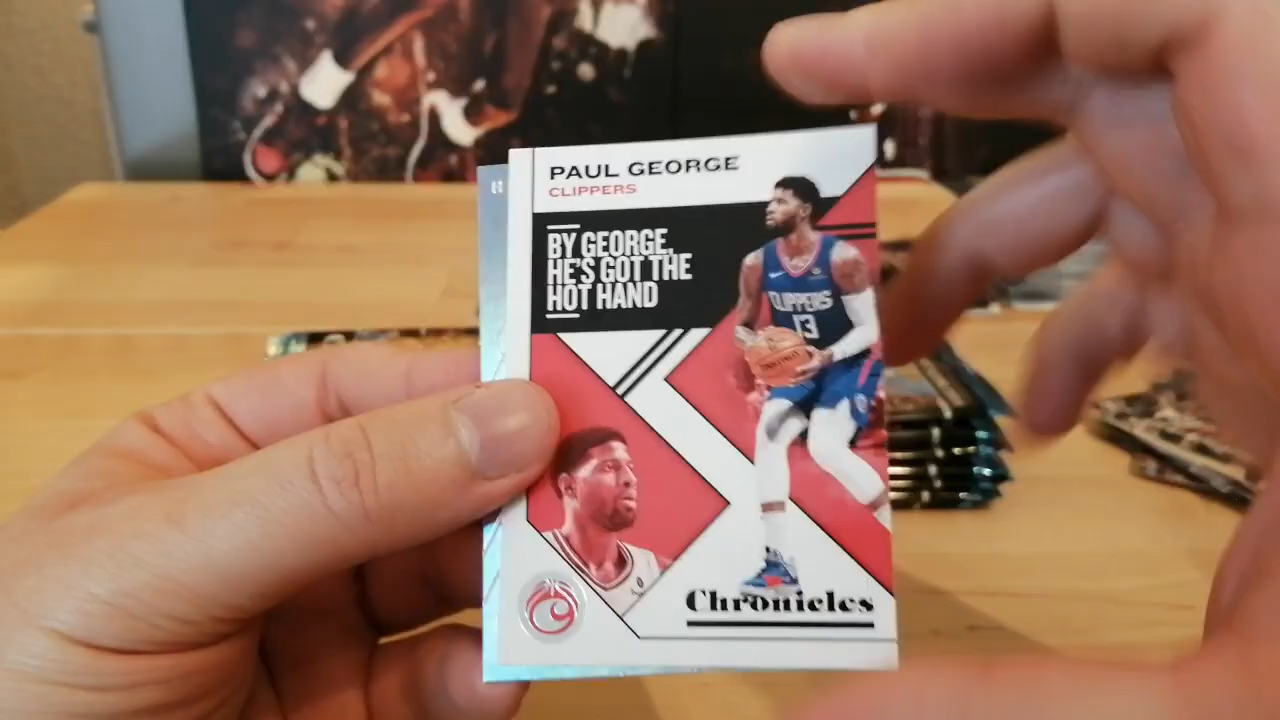 PAUL GEORGE
CLIPPERS
BY GEORGE,
HE'S GOT THE
HOT HAND
CLIPPERS
13
Chronicles